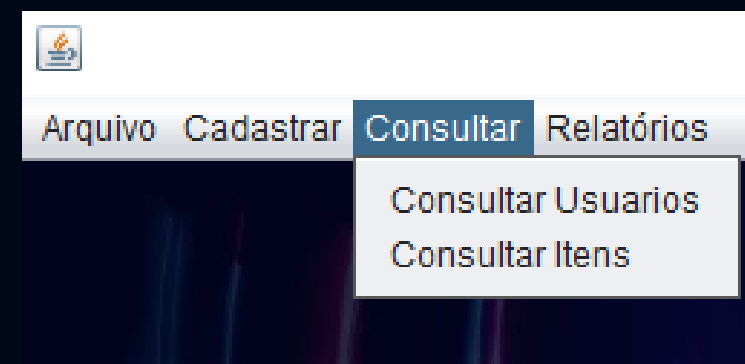 Arquivo Cadastrar Consultar Relatórios
Consultar Usuarios
Consultar Itens